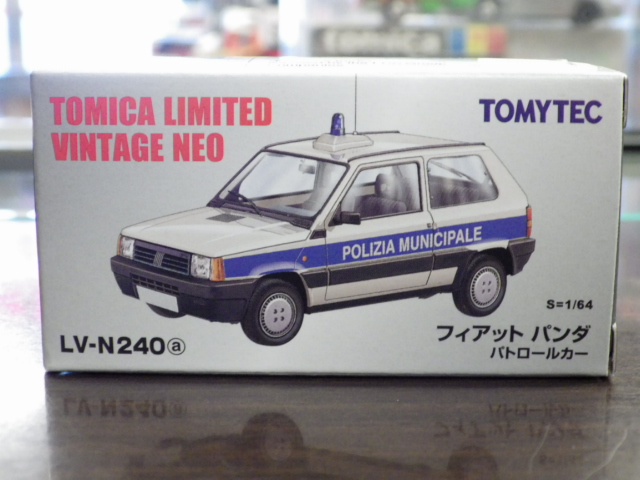 tomica
TOMICA LIMITED
VINTAGE NEO
TOMYTEC
POLIZIA MUNICIPALE
S=1/64
LV-N240ⓐ
フィアット パンダ
パトロールカー